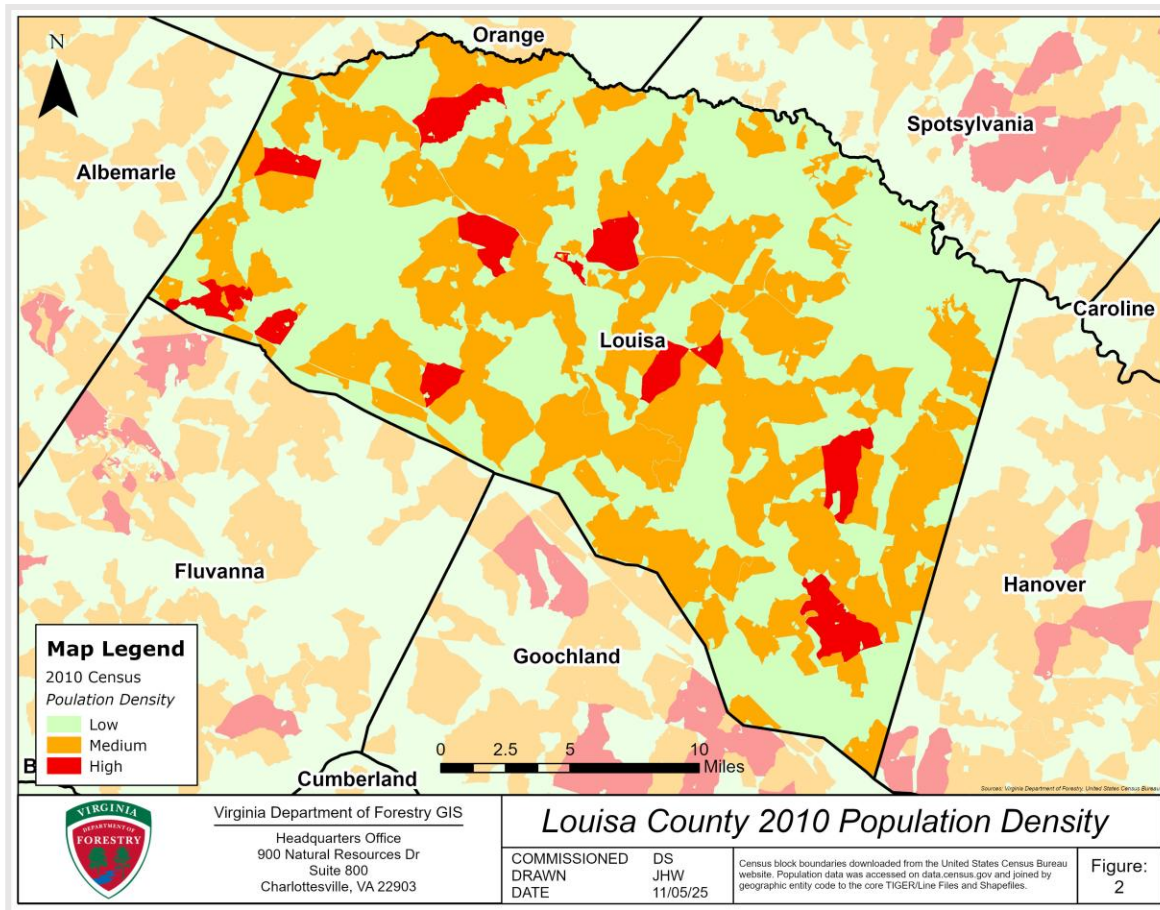 N
Orange
Spotsylvania
Albemarle
Caroline
Louisa
Fluvanna
Hanover
Goochland
Cumberland
B
Map Legend
2010 Census
Poulation Density
Low
Medium
High
0 2.5 5 10
Miles
Sources: Virginia Department of Forestry, United States Census Bureau
VIRGINIA
DEPARTMENT OF
FORESTRY
Virginia Department of Forestry GIS
Headquarters Office
900 Natural Resources Dr
Suite 800
Charlottesville, VA 22903
Louisa County 2010 Population Density
COMMISSIONED DS
DRAWN JHW
DATE 11/05/25
Census block boundaries downloaded from the United States Census Bureau
website. Population data was accessed on data.census.gov and joined by
geographic entity code to the core TIGER/Line Files and Shapefiles.
Figure:
2